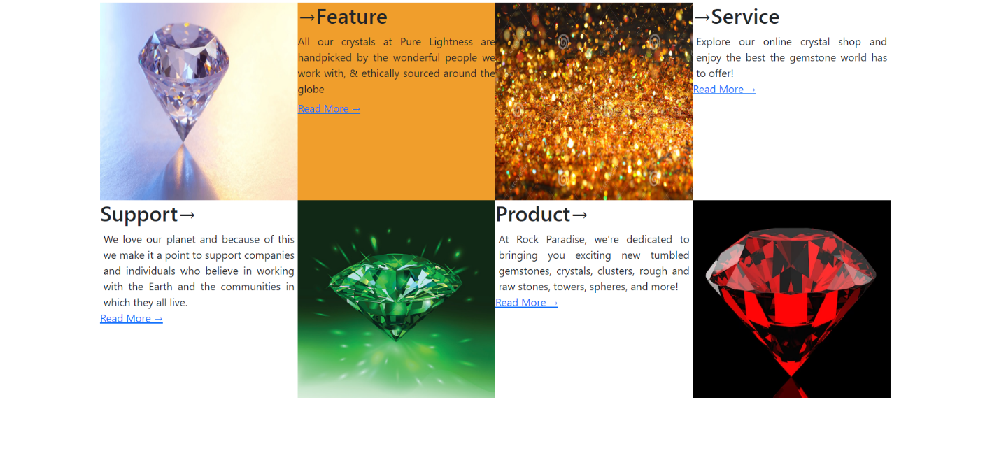 →Feature
All our crystals at Pure Lightness are
handpicked by the wonderful people we
work with, & ethically sourced around the
globe
Read More →
→Service
Explore our online crystal shop and
enjoy the best the gemstone world has
to offer!
Read More →
Support→
We love our planet and because of this
we make it a point to support companies
and individuals who believe in working
with the Earth and the communities in
which they all live.
Read More →
Product→
At Rock Paradise, we're dedicated to
bringing you exciting new tumbled
gemstones, crystals, clusters, rough and
raw stones, towers, spheres, and more!
Read More →